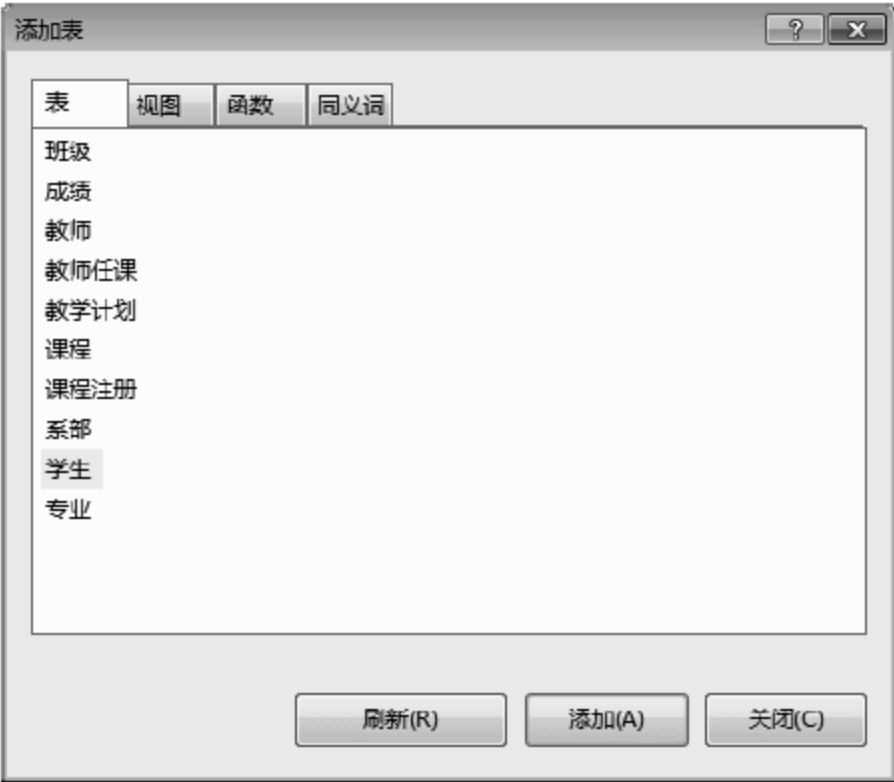 添加表
表 视图 函数 同义词
班级
成绩
教师
教师任课
教学计划
课程
课程注册
系部
学生
专业
刷新(R) 添加(A) 关闭(C)